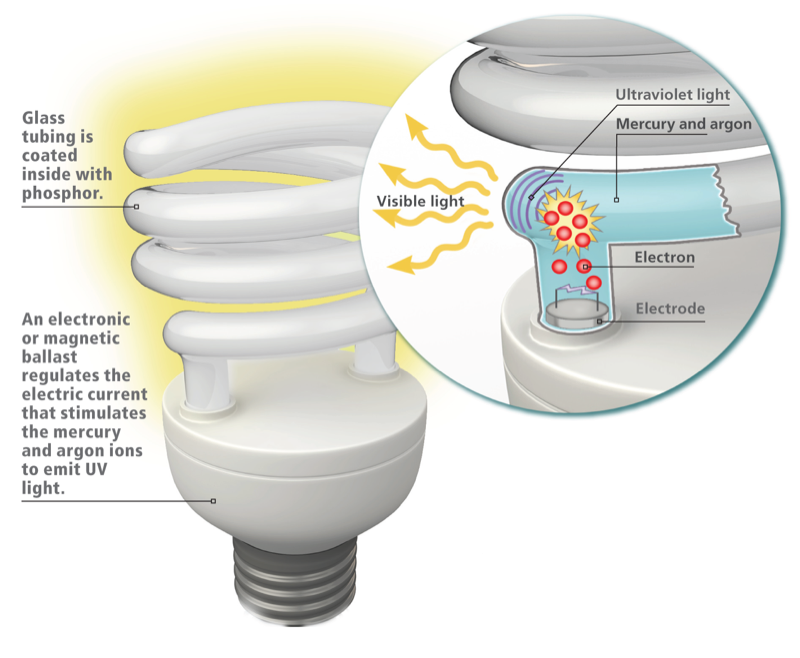 Glass
tubing is
coated
inside with
phosphor.
An electronic
or magnetic
ballast
regulates the
electric current
that stimulates
the mercury
and argon ions
to emit UV
light.
Ultraviolet light
Mercury and argon
Visible light
Electron
Electrode